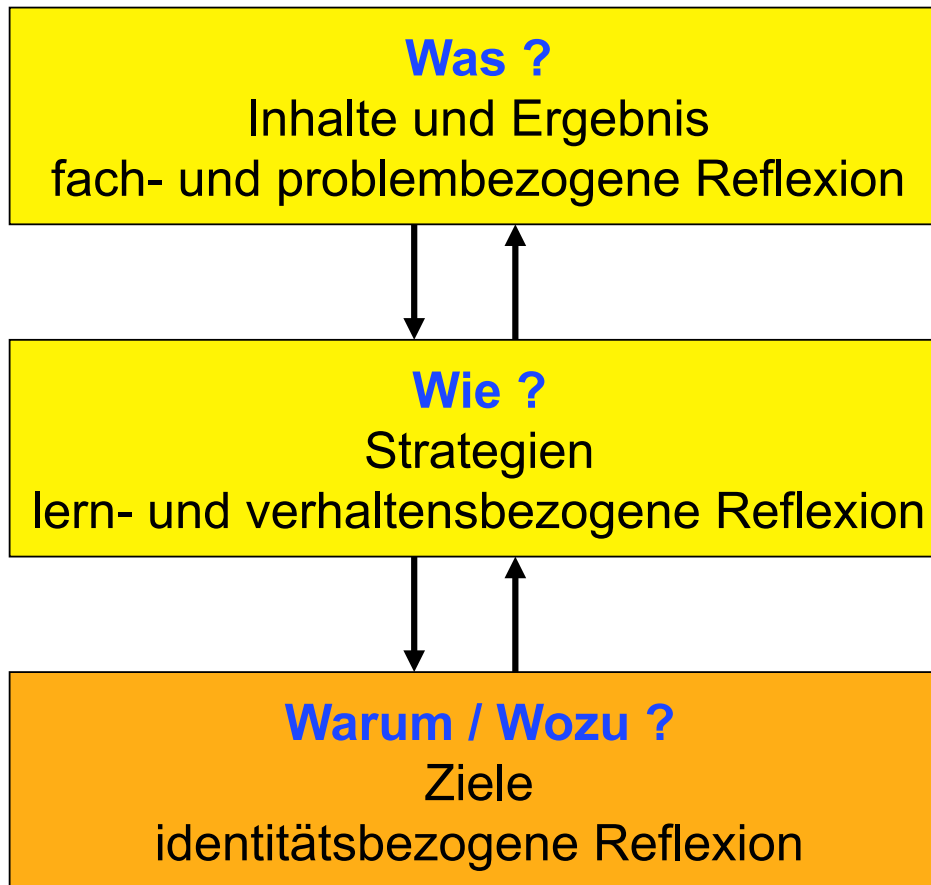 Was ?
Inhalte und Ergebnis
fach- und problembezogene Reflexion
Wie ?
Strategien
lern- und verhaltensbezogene Reflexion
Warum / Wozu ?
Ziele
identitätsbezogene Reflexion